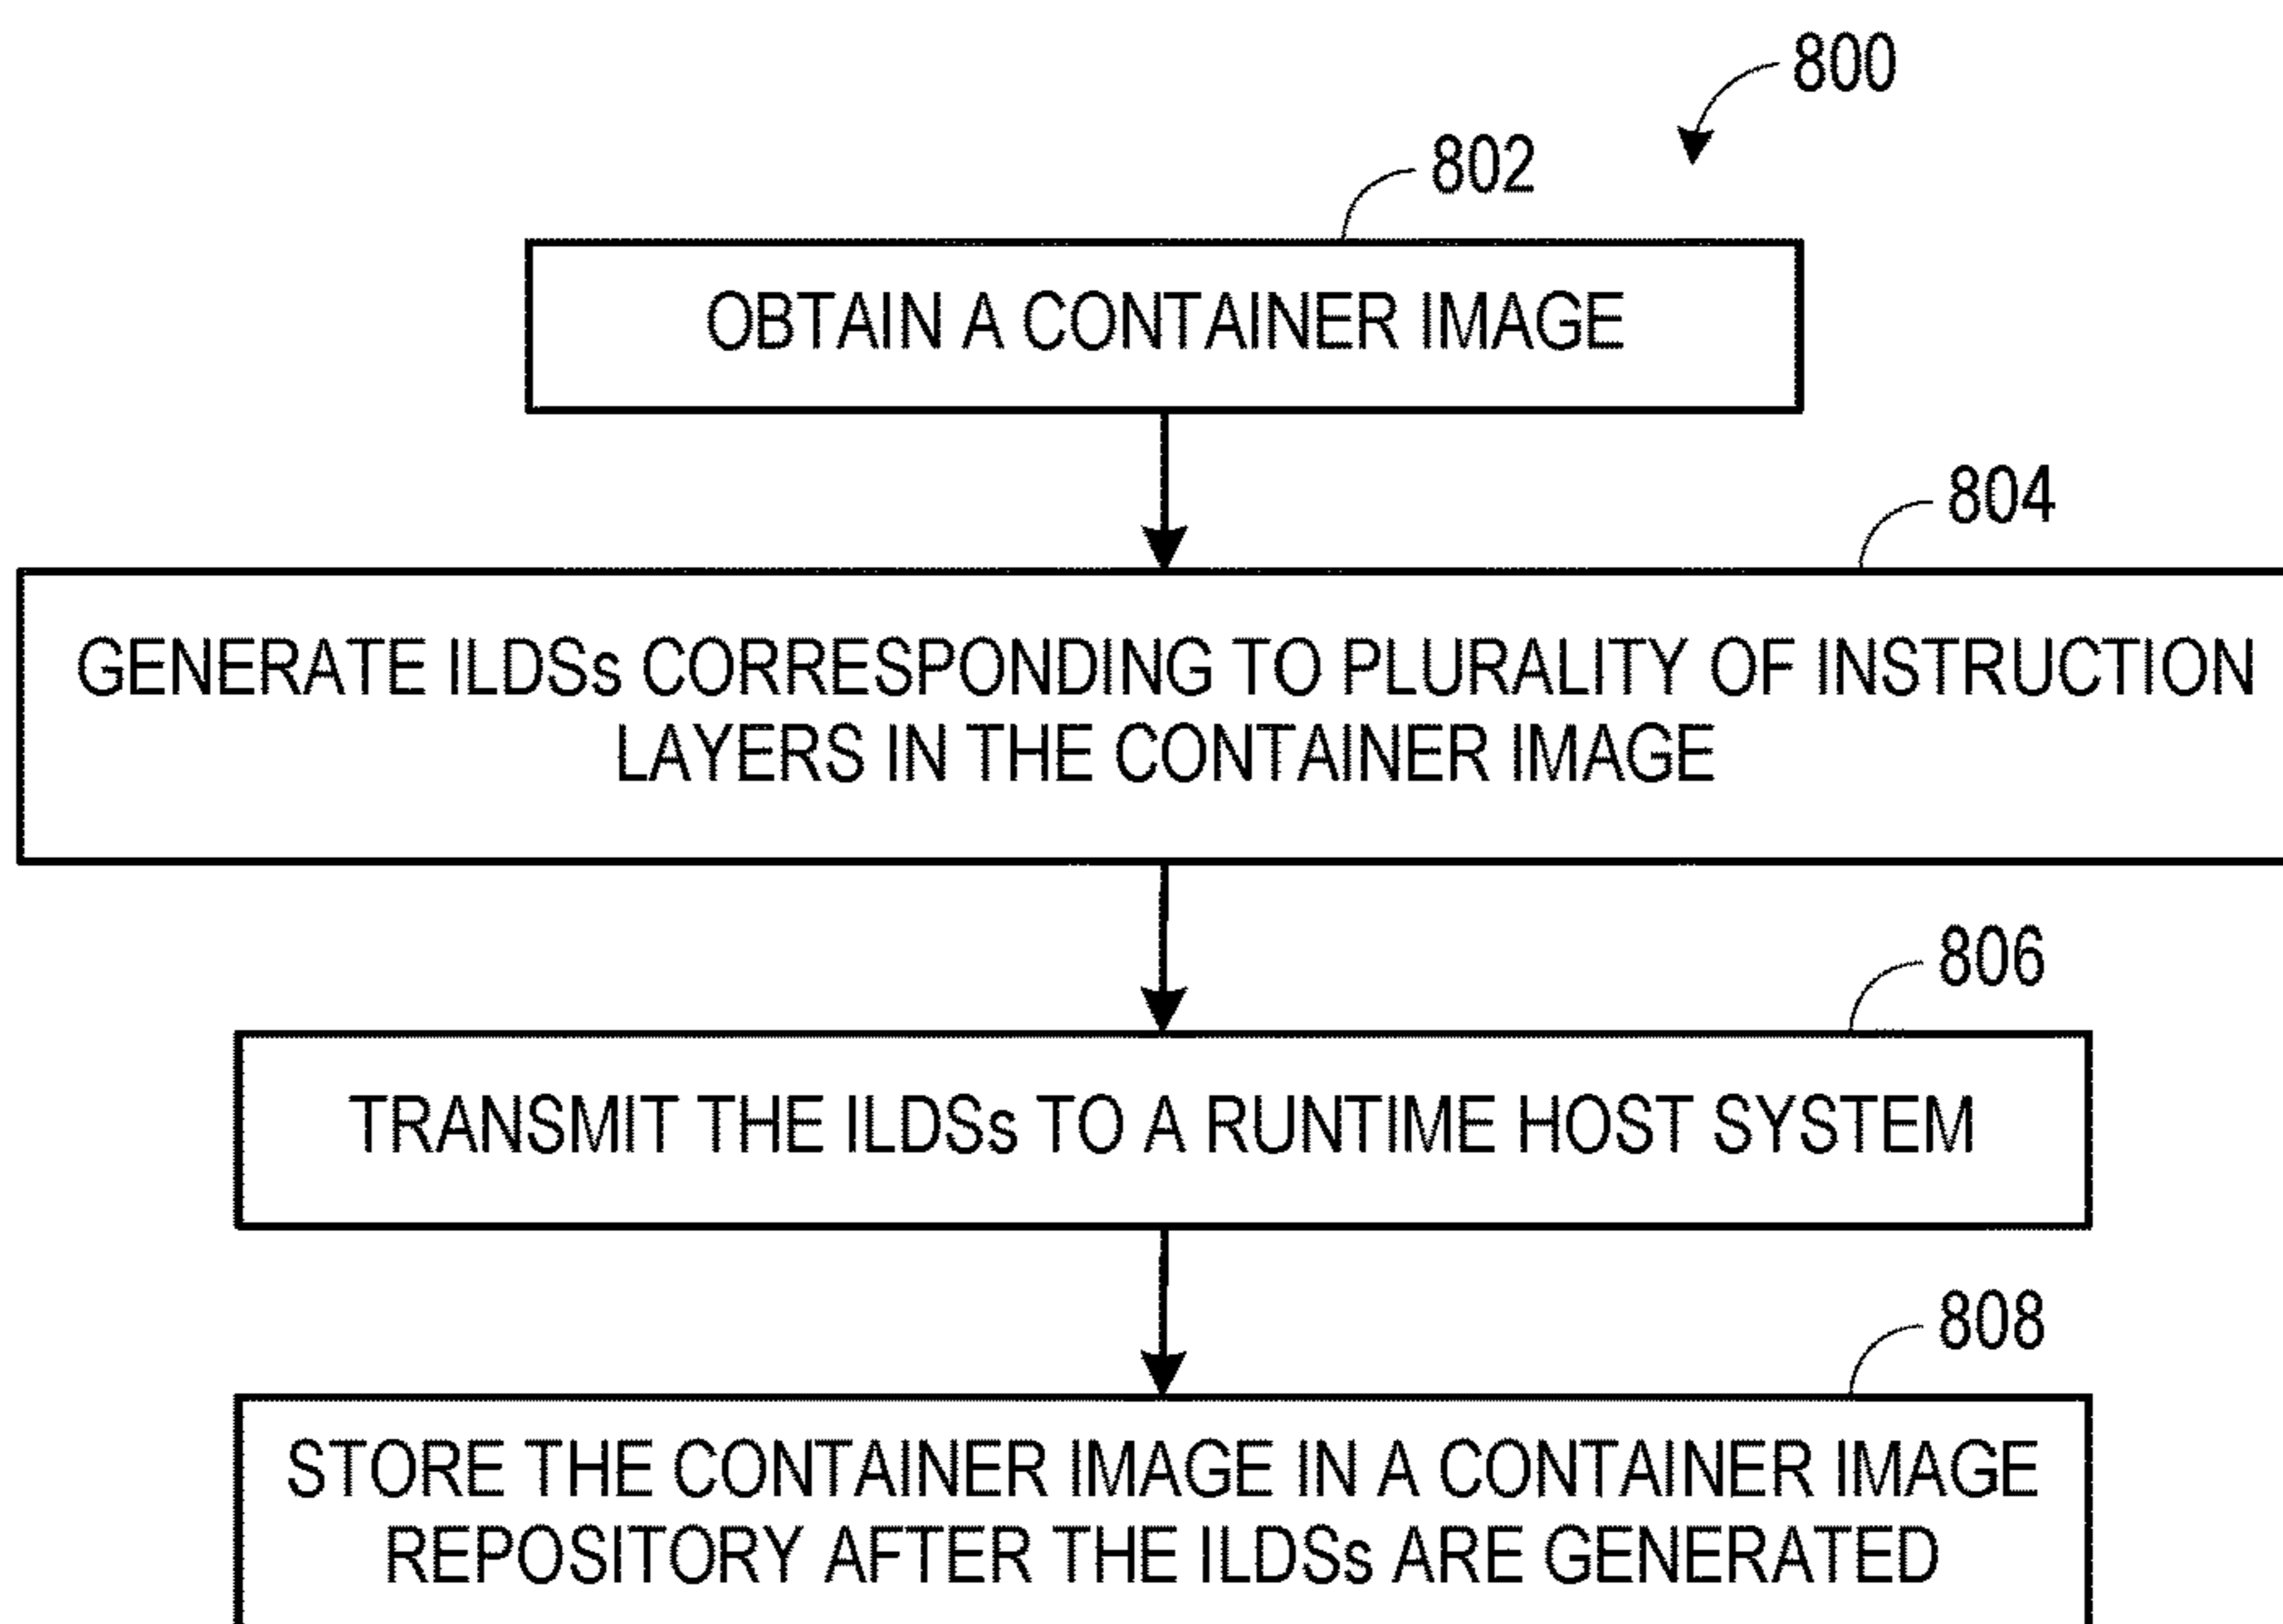 800
802
OBTAIN A CONTAINER IMAGE
804
GENERATE ILDSs CORRESPONDING TO PLURALITY OF INSTRUCTION
LAYERS IN THE CONTAINER IMAGE
806
TRANSMIT THE ILDSs TO A RUNTIME HOST SYSTEM
808
STORE THE CONTAINER IMAGE IN A CONTAINER IMAGE
REPOSITORY AFTER THE ILDSs ARE GENERATED